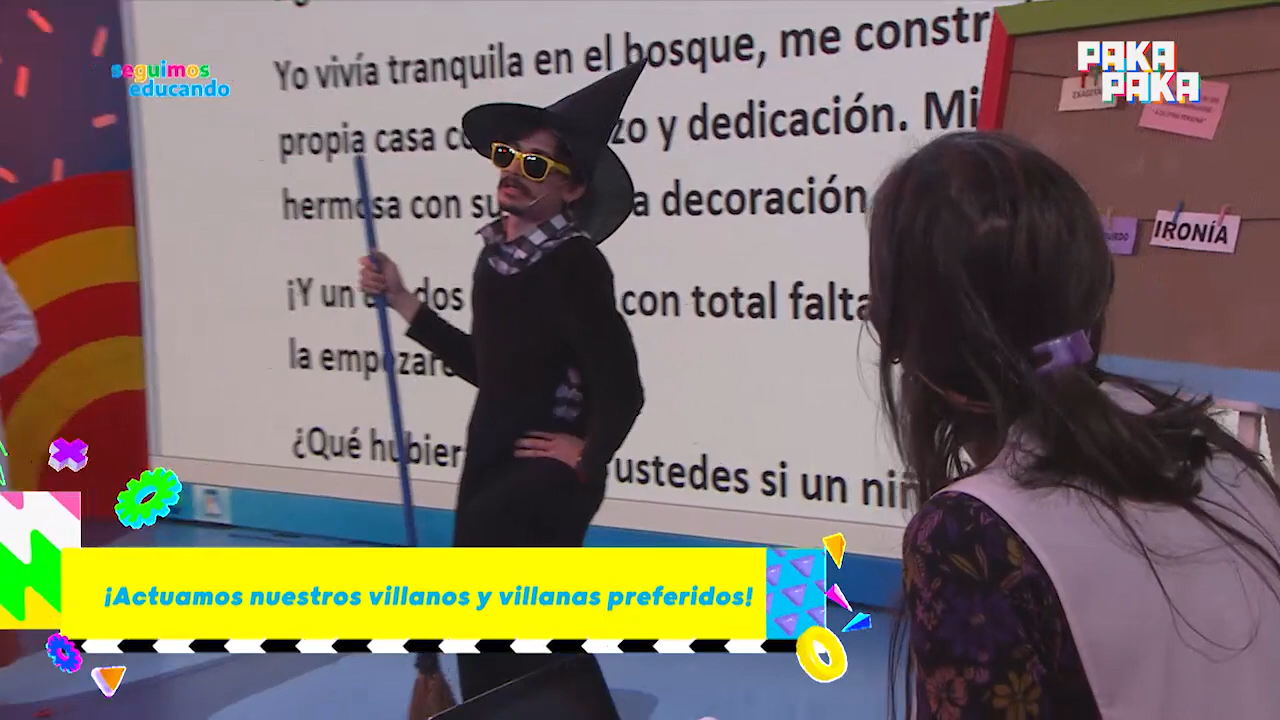 Yo vivía tranquila en el bosque, me constr
propia casa co zo y dedicación. Mi
hermosa con su a decoración
¡Y un dos con total falta
la empezar
¿Qué hubier ustedes si un niñ
seguimos
educando
PAKA
PAKA
IRONÍA
¡Actuamos nuestros villanos y villanas preferidos!